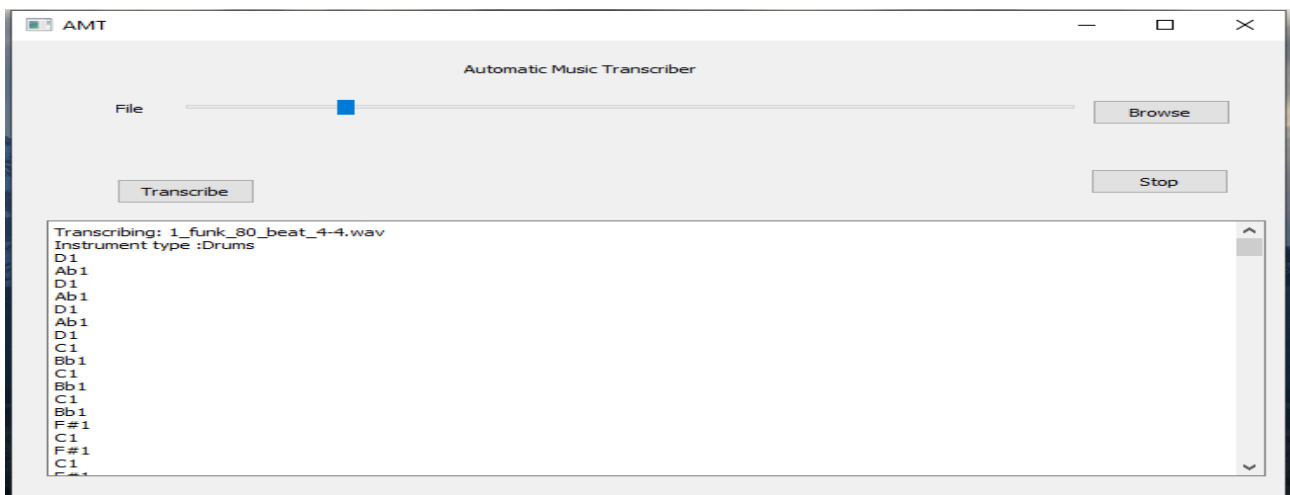 AMT
Automatic Music Transcriber
File
Browse
Stop
Transcribe
Transcribing: 1_funk_80_beat_4-4.wav
Instrument type :Drums
D1
Ab1
D1
Ab1
D1
Ab1
D1
C1
Bb1
C1
Bb1
C1
Bb1
F#1
C1
F#1
C1